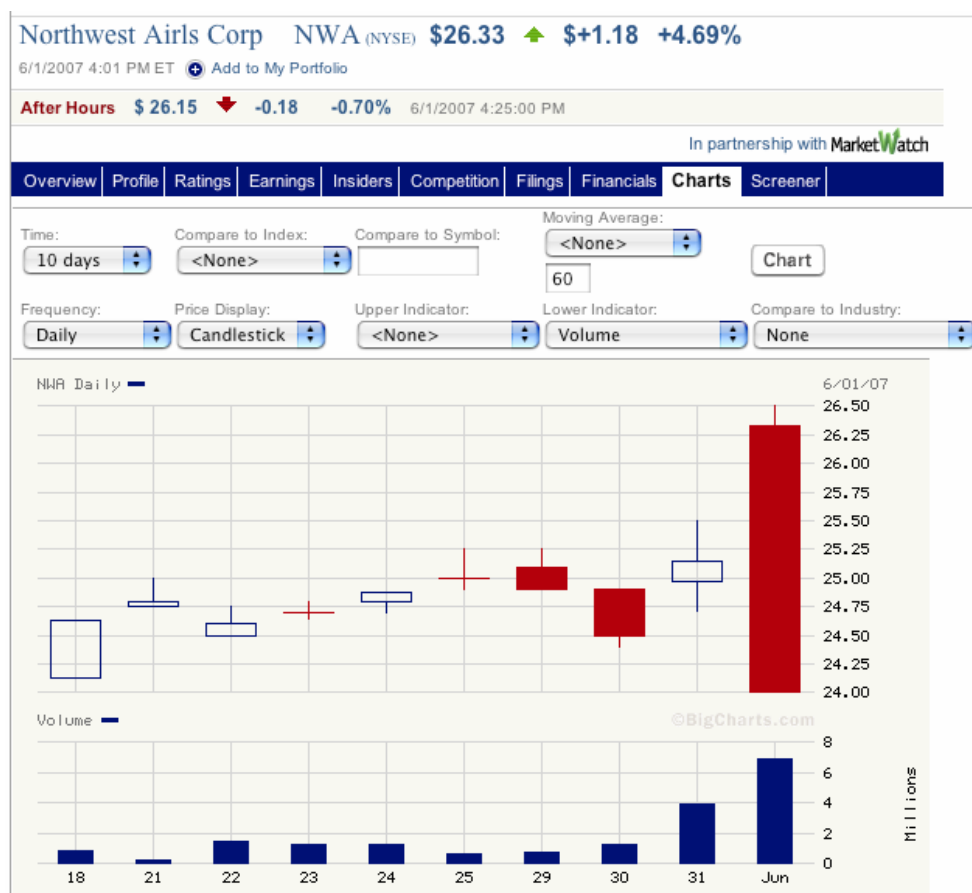 Northwest Airls Corp NWA (NYSE) $26.33 $+1.18 +4.69%
6/1/2007 4:01 PM ET + Add to My Portfolio
After Hours $ 26.15 -0.18 -0.70% 6/1/2007 4:25:00 PM
In partnership with MarketWatch
Overview Profile Ratings Earnings Insiders Competition Filings Financials Charts Screener
Time: Compare to Index: Compare to Symbol: Moving Average:
10 days <None> <None> Chart
60
Frequency: Price Display: Upper Indicator: Lower Indicator: Compare to Industry:
Daily Candlestick <None> Volume None
NWA Daily 6/01/07
26.50
26.25
26.00
25.75
25.50
25.25
25.00
24.75
24.50
24.25
24.00
Volume ©BigCharts.com
8
6
4
2
0
Millions
18 21 22 23 24 25 29 30 31 Jun